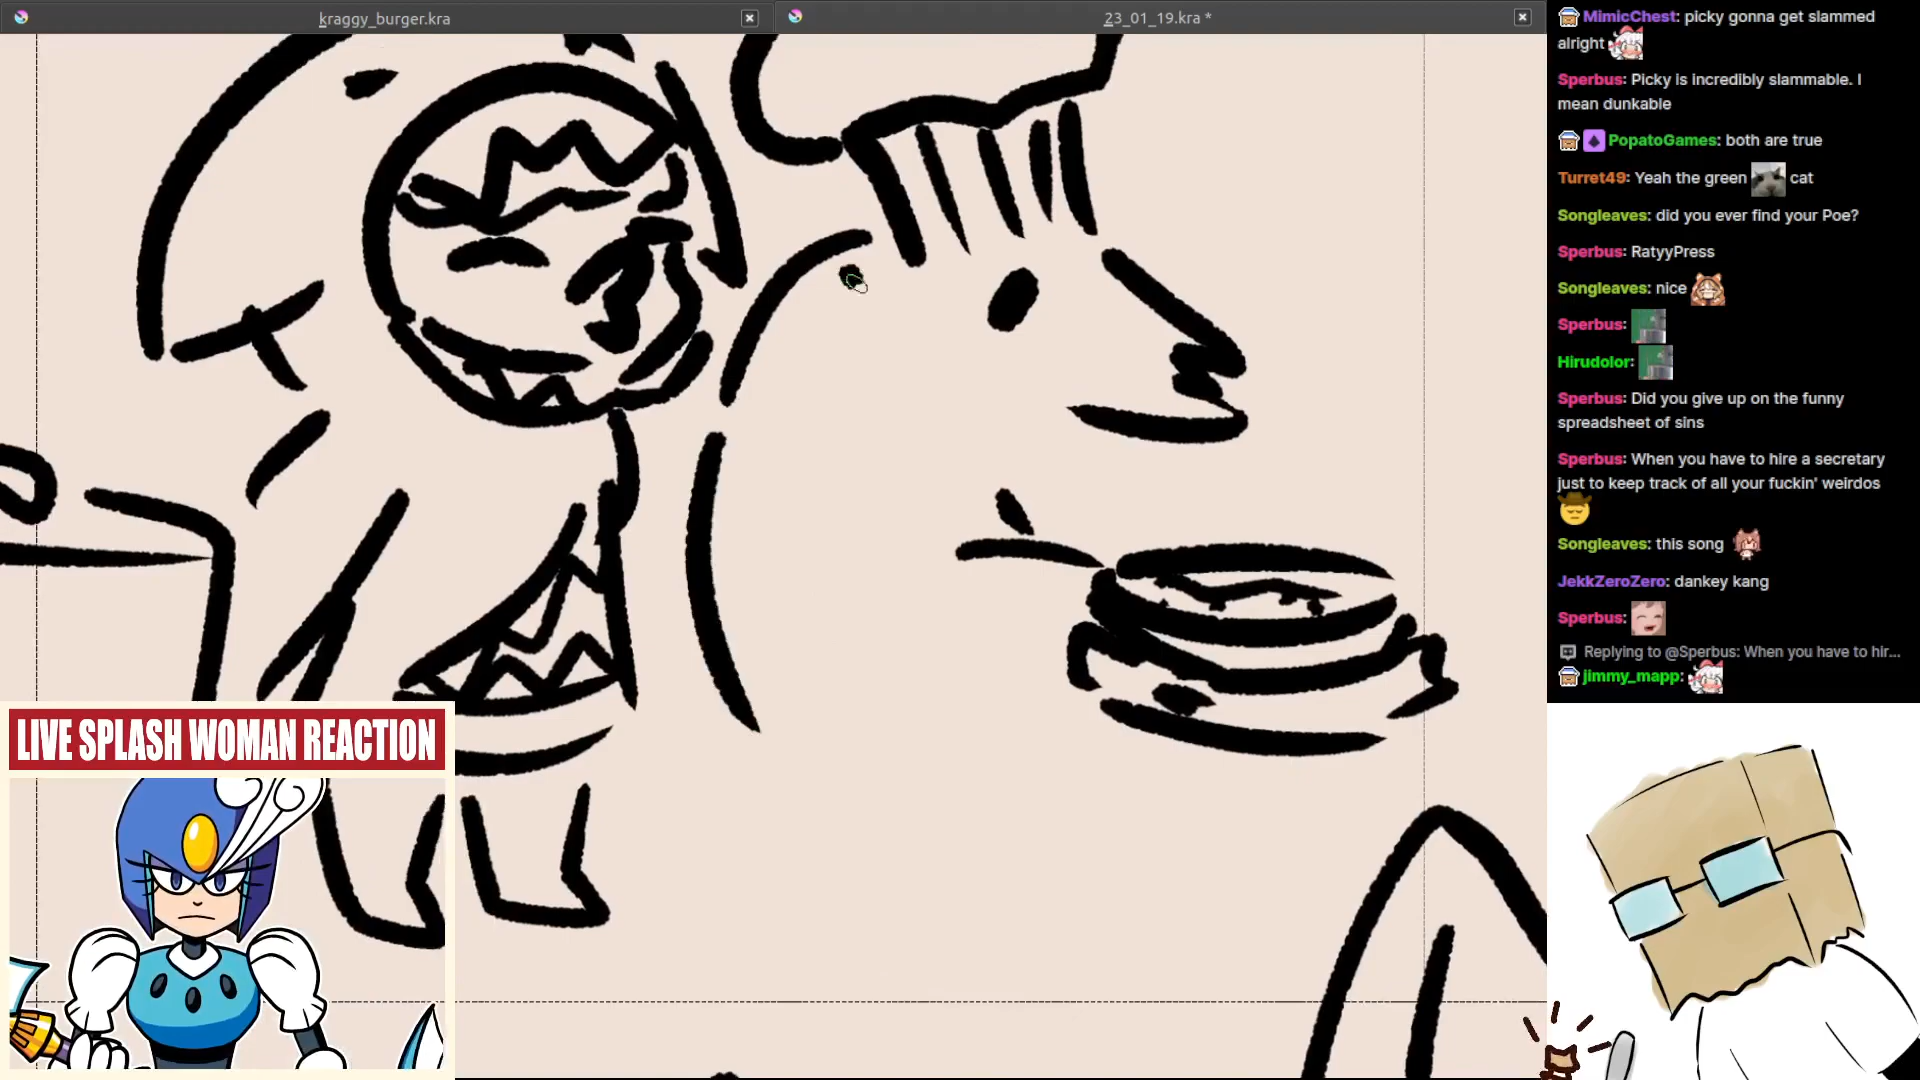 kraggy_burger.kra
23_01_19.kra *
MimicChest: picky gonna get slammed
alright
Sperbus: Picky is incredibly slammable. I
mean dunkable
PopatoGames: both are true
Turret49: Yeah the green cat
Songleaves: did you ever find your Poe?
Sperbus: RatyyPress
Songleaves: nice
Sperbus:
Hirudolor:
Sperbus: Did you give up on the funny
spreadsheet of sins
Sperbus: When you have to hire a secretary
just to keep track of all your fuckin' weirdos
Songleaves: this song
JekkZeroZero: dankey kang
Sperbus:
Replying to @Sperbus: When you have to hir...
jimmy_mapp:
LIVE SPLASH WOMAN REACTION